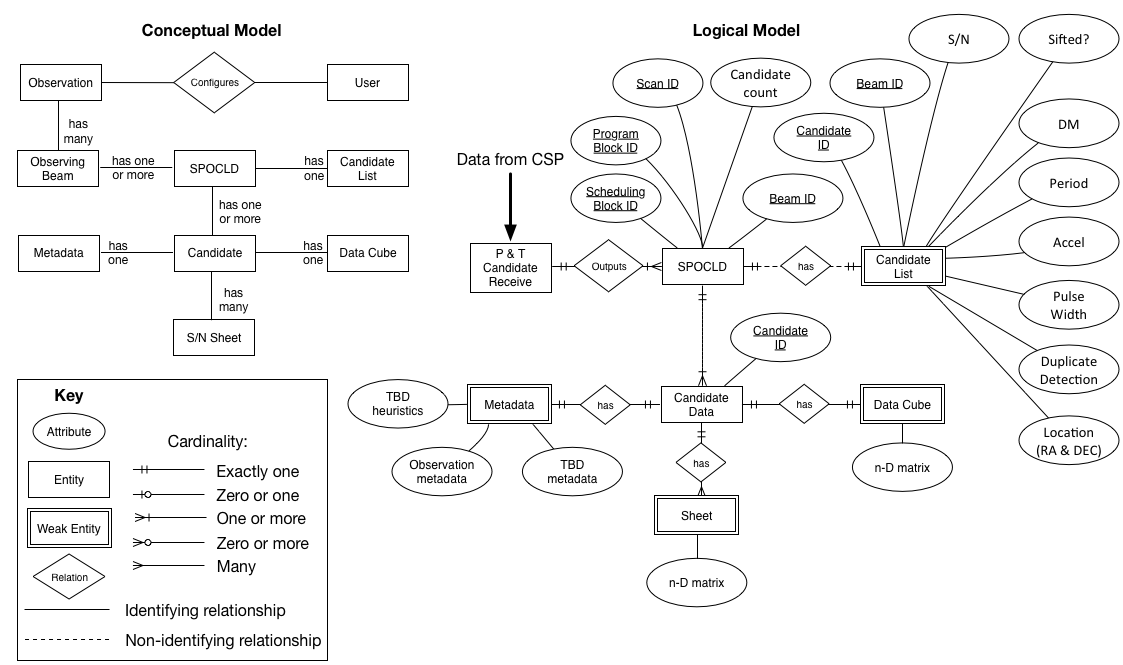 Conceptual Model
Observation
Configures
User
has
many
Observing
Beam
has one
or more
SPOCLD
has
one
Candidate
List
has one
or more
Metadata
has
one
Candidate
has
one
Data Cube
has
many
S/N Sheet
Key
Attribute
Entity
Weak Entity
Relation
Cardinality:
Exactly one
Zero or one
One or more
Zero or more
Many
Identifying relationship
Non-identifying relationship
Logical Model
Data from CSP
P & T
Candidate
Receive
Outputs
SPOCLD
Scheduling
Block ID
Program
Block ID
Scan ID
Candidate
count
Beam ID
has
Candidate
List
Candidate
ID
Beam ID
S/N
Sifted?
DM
Period
Accel
Pulse
Width
Duplicate
Detection
Location
(RA & DEC)
Candidate
ID
Candidate
Data
has
Metadata
TBD
heuristics
Observation
metadata
TBD
metadata
has
Data Cube
n-D matrix
has
Sheet
n-D matrix